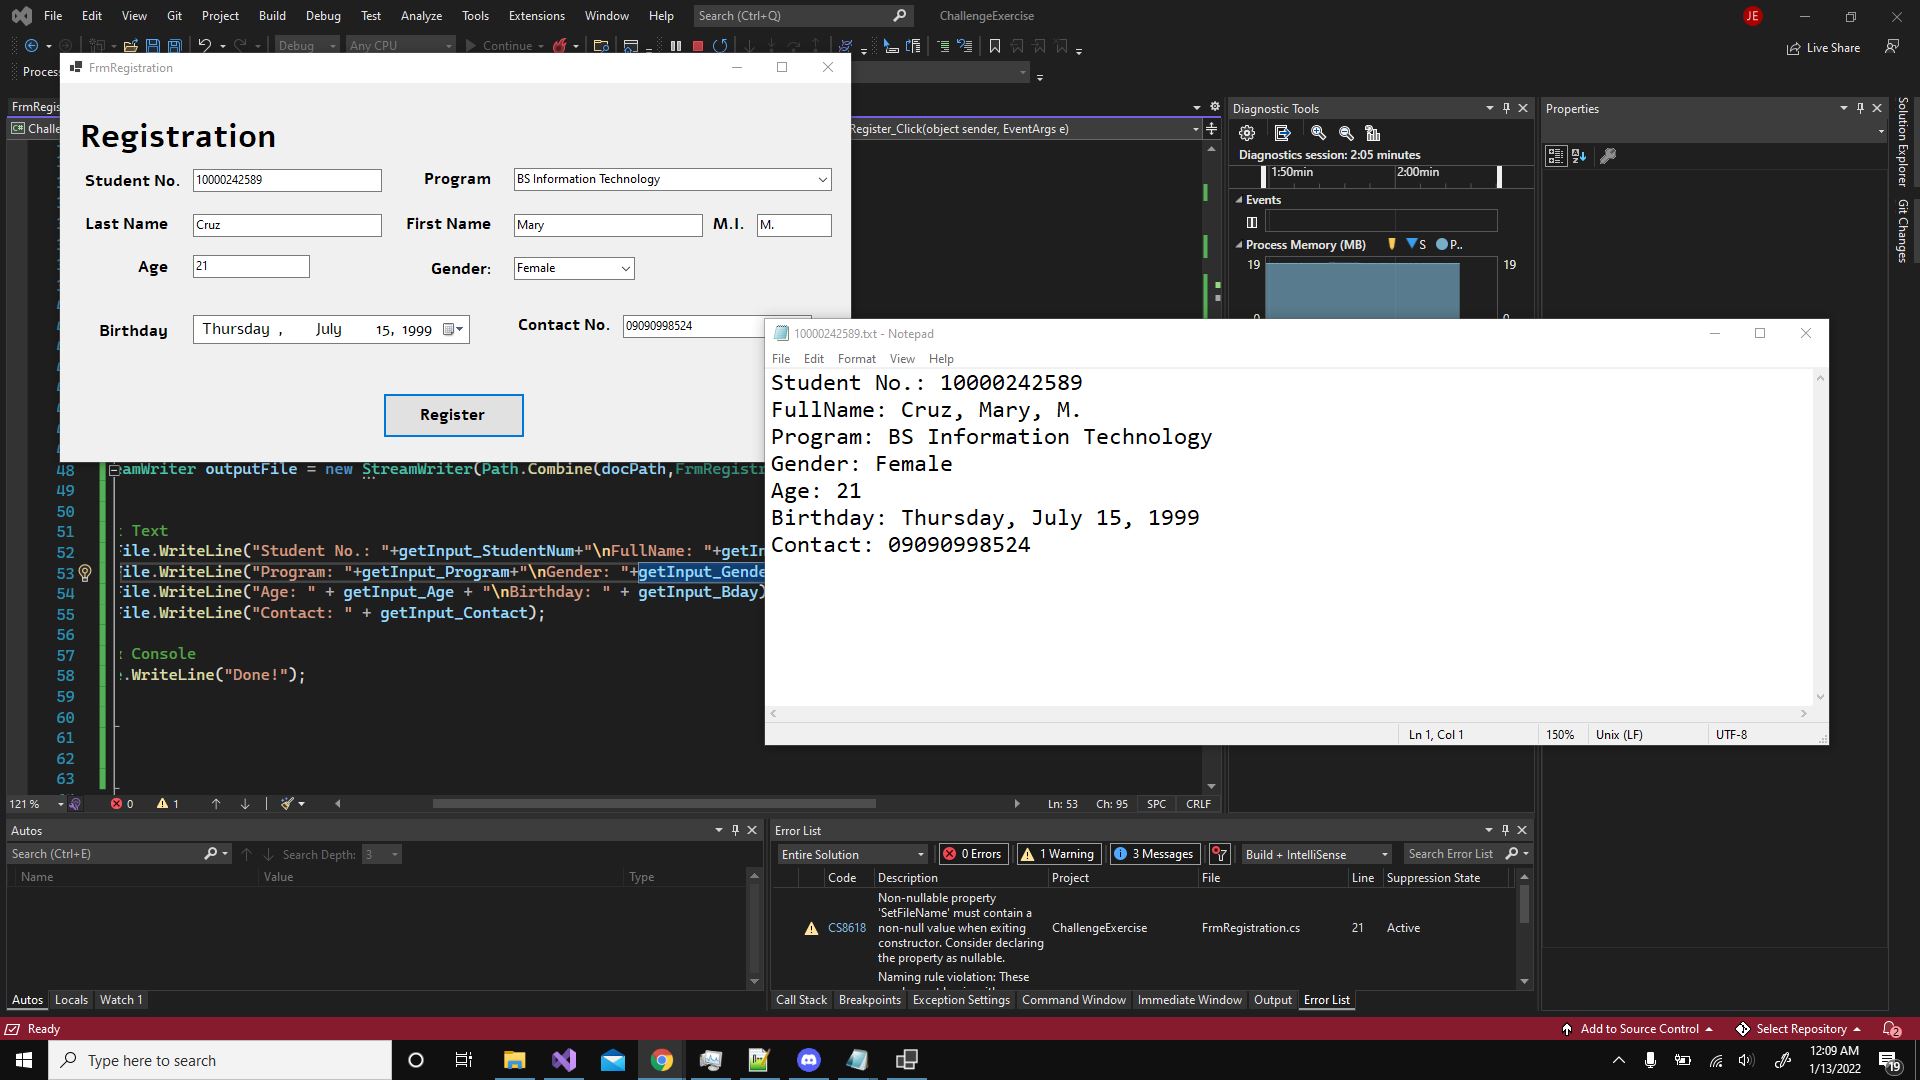 File Edit View Git Project Build Debug Test Analyze Tools Extensions Window Help Search (Ctrl+Q) ChallengeExercise JE
Debug Any CPU Continue Live Share
Process
FrmRegistration
Registration
Student No. 10000242589 Program BS Information Technology
Last Name Cruz First Name Mary M.I. M.
Age 21 Gender: Female
Birthday Thursday , July 15, 1999 Contact No. 09090998524
Register
FrmRegis
C# Challe
Register_Click(object sender, EventArgs e)
48 eamWriter outputFile = new StreamWriter(Path.Combine(docPath,FrmRegistr
49
50
51 Text
52 File.WriteLine("Student No.: "+getInput_StudentNum+"\nFullName: "+getIn
53 File.WriteLine("Program: "+getInput_Program+"\nGender: "+getInput_Gende
54 File.WriteLine("Age: " + getInput_Age + "\nBirthday: " + getInput_Bday)
55 File.WriteLine("Contact: " + getInput_Contact);
56
57 Console
58 .WriteLine("Done!");
59
60
61
62
63
121 % 0 1 Ln: 53 Ch: 95 SPC CRLF
10000242589.txt - Notepad
File Edit Format View Help
Student No.: 10000242589
FullName: Cruz, Mary, M.
Program: BS Information Technology
Gender: Female
Age: 21
Birthday: Thursday, July 15, 1999
Contact: 09090998524
Ln 1, Col 1 150% Unix (LF) UTF-8
Diagnostic Tools
Diagnostics session: 2:05 minutes
1:50min 2:00min
Events
Process Memory (MB) S P..
19 19
0 0
Properties
Solution Explorer
Git Changes
Autos
Search (Ctrl+E) Search Depth: 3
Name Value Type
Autos Locals Watch 1
Error List
Entire Solution 0 Errors 1 Warning 3 Messages Build + IntelliSense Search Error List
Code Description Project File Line Suppression State
CS8618 Non-nullable property 'SetFileName' must contain a non-null value when exiting constructor. Consider declaring the property as nullable. ChallengeExercise FrmRegistration.cs 21 Active
Naming rule violation: These
Call Stack Breakpoints Exception Settings Command Window Immediate Window Output Error List
Ready Add to Source Control Select Repository 2
Type here to search 12:09 AM
1/13/2022 19